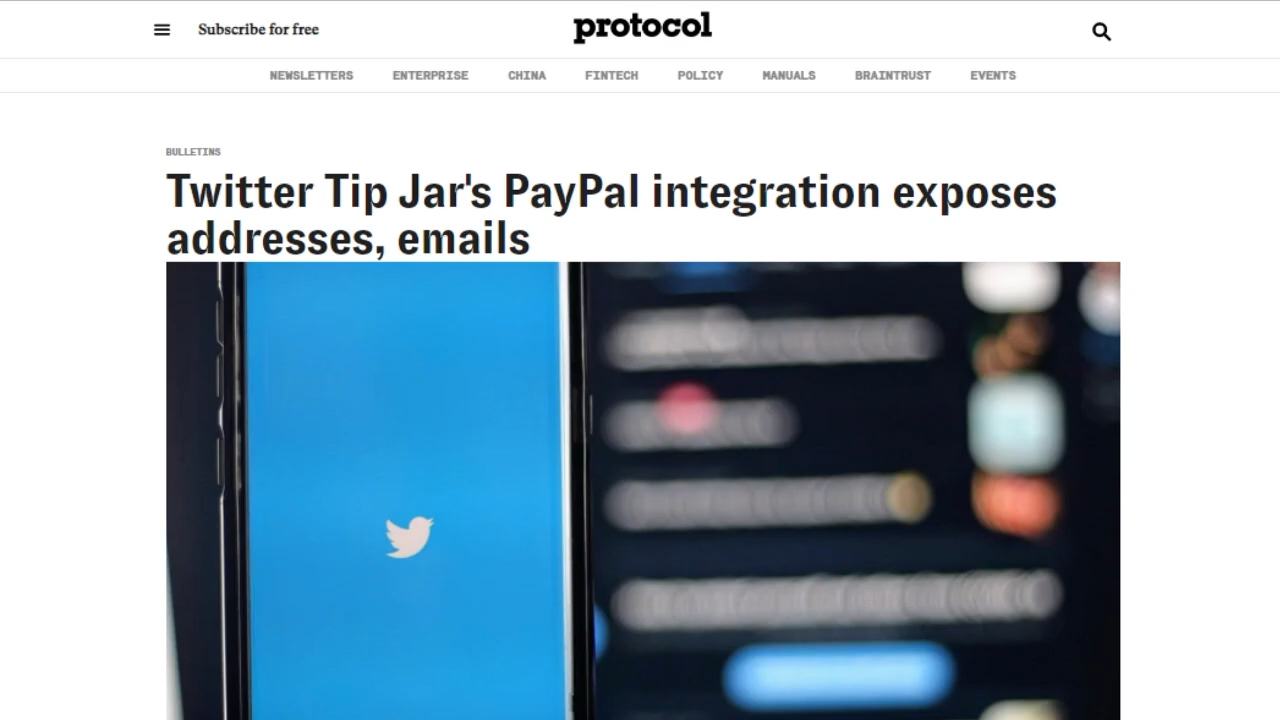 Subscribe for free
protocol
NEWSLETTERS ENTERPRISE CHINA FINTECH POLICY MANUALS BRAINTRUST EVENTS
BULLETINS
Twitter Tip Jar's PayPal integration exposes
addresses, emails